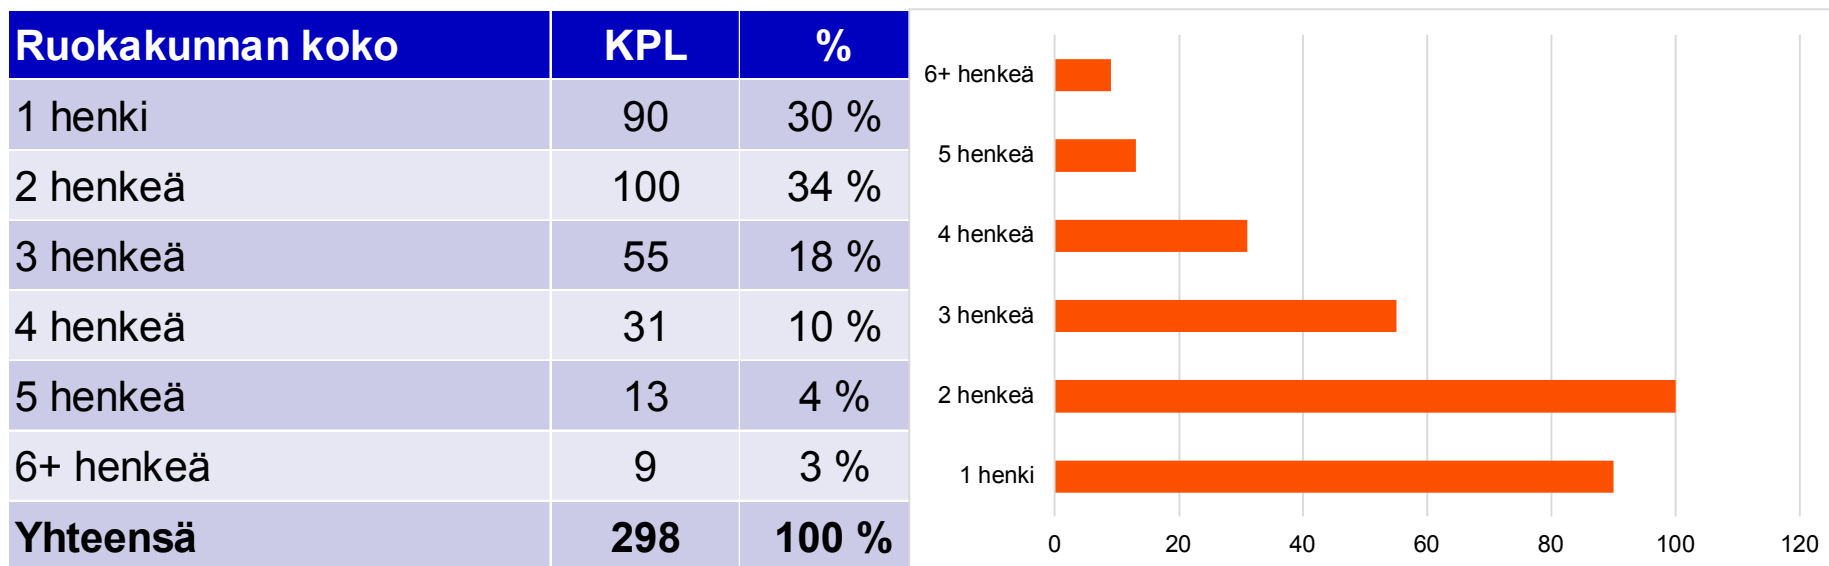 Ruokakunnan koko KPL %
1 henki 90 30 %
2 henkeä 100 34 %
3 henkeä 55 18 %
4 henkeä 31 10 %
5 henkeä 13 4 %
6+ henkeä 9 3 %
Yhteensä 298 100 %
6+ henkeä
5 henkeä
4 henkeä
3 henkeä
2 henkeä
1 henki
0 20 40 60 80 100 120